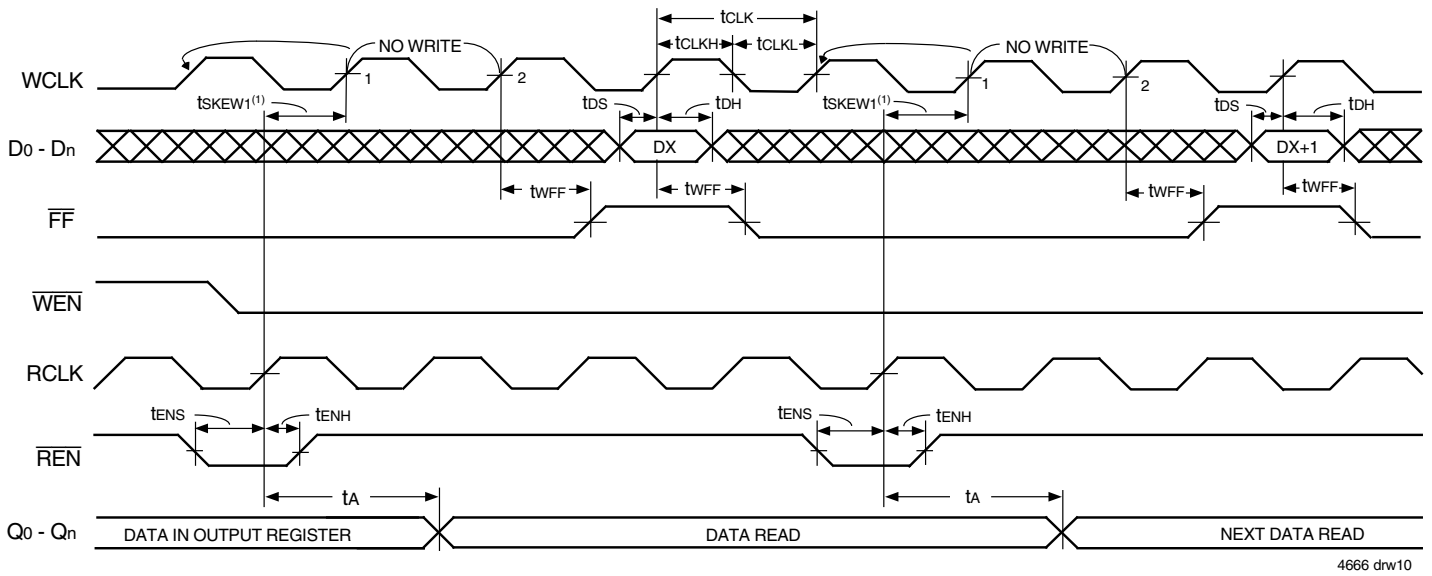 tCLK
tCLKH tCLKL
NO WRITE NO WRITE
WCLK 1 2 1 2
tSKEW1(1) tDS tDH tSKEW1(1) tDS tDH
D0 - Dn DX DX+1
tWFF tWFF tWFF tWFF
FF
WEN
RCLK
tENS tENH tENS tENH
REN
tA tA
Q0 - Qn DATA IN OUTPUT REGISTER DATA READ NEXT DATA READ
4666 drw10